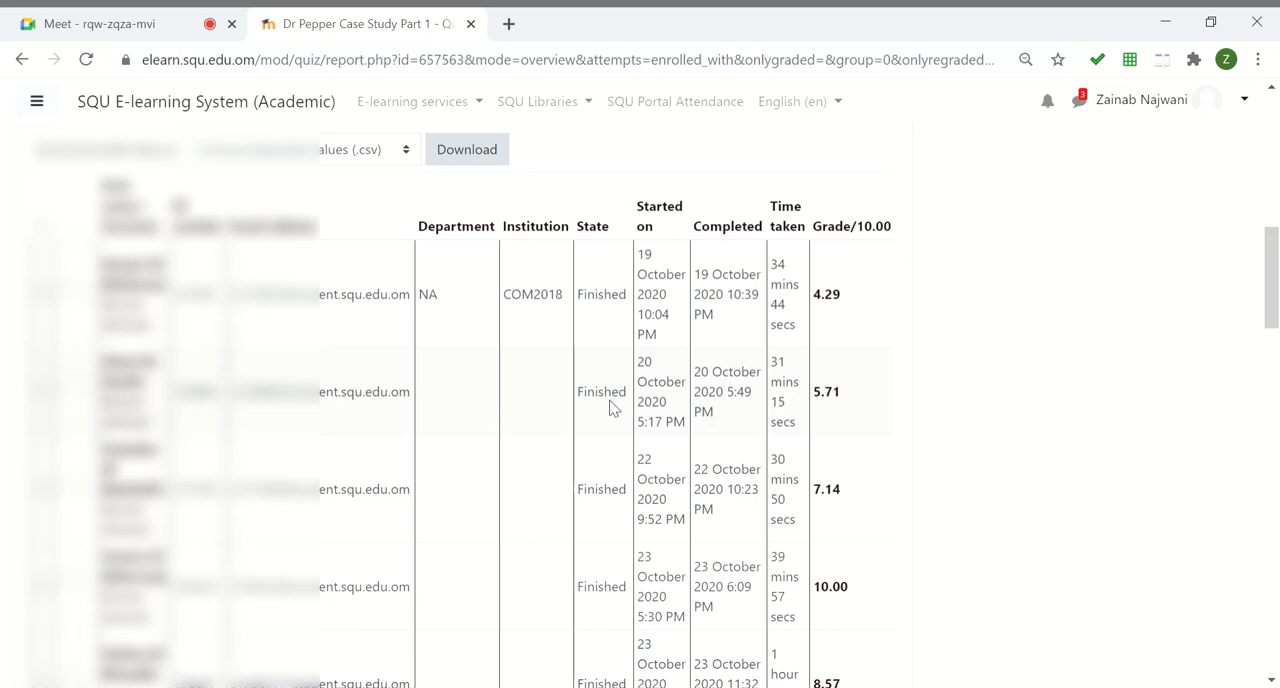 Meet - rqw-zqza-mvi
Dr Pepper Case Study Part 1 - Q
elearn.squ.edu.om/mod/quiz/report.php?id=657563&mode=overview&attempts=enrolled_with&onlygraded=&group=0&onlyregraded...
Z
SQU E-learning System (Academic)
E-learning services
SQU Libraries
SQU Portal Attendance
English (en)
3
Zainab Najwani
alues (.csv)
Download
Department
Institution
State
Started
on
Completed
Time
taken
Grade/10.00
ent.squ.edu.om
NA
COM2018
Finished
19
October
2020
10:04
PM
19 October
2020 10:39
PM
34
mins
44
secs
4.29
ent.squ.edu.om
Finished
20
October
2020
5:17 PM
20 October
2020 5:49
PM
31
mins
15
secs
5.71
ent.squ.edu.om
Finished
22
October
2020
9:52 PM
22 October
2020 10:23
PM
30
mins
50
secs
7.14
ent.squ.edu.om
Finished
23
October
2020
5:30 PM
23 October
2020 6:09
PM
39
mins
57
secs
10.00
ent.squ.edu.om
Finished
23
October
2020
23 October
2020 11:32
1
hour
8.57